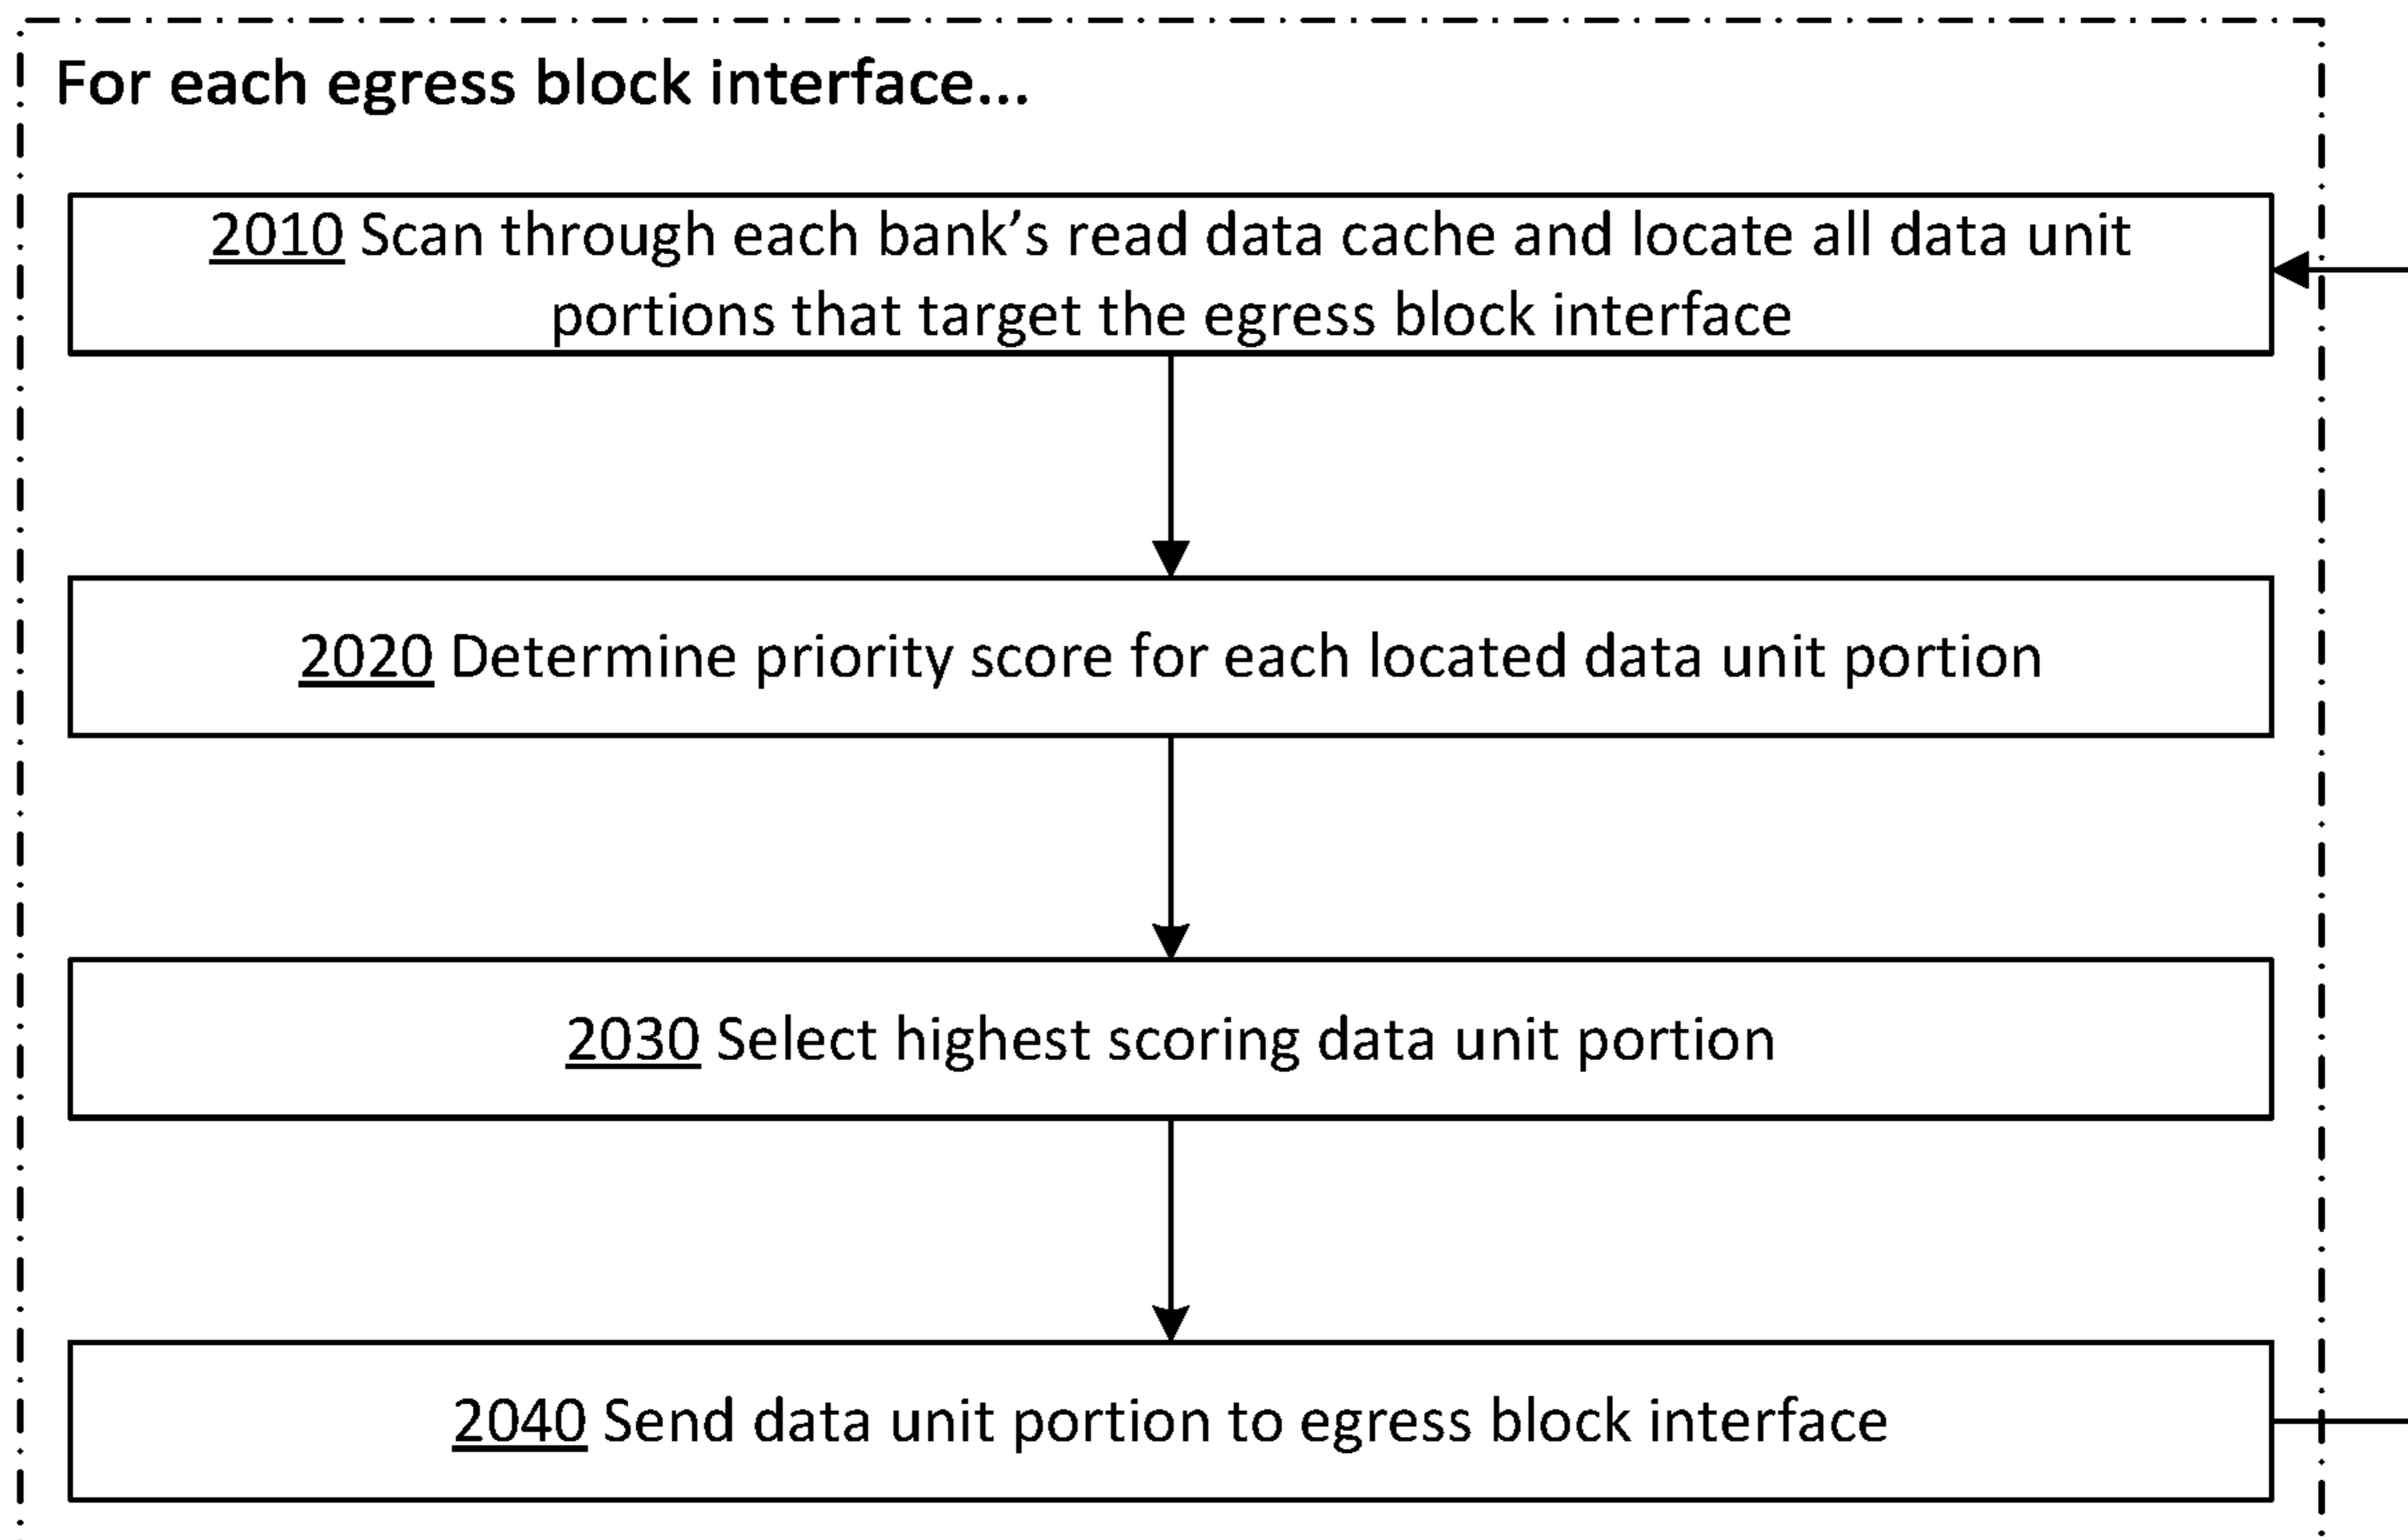 For each egress block interface...
2010 Scan through each bank’s read data cache and locate all data unit
portions that target the egress block interface
2020 Determine priority score for each located data unit portion
2030 Select highest scoring data unit portion
2040 Send data unit portion to egress block interface